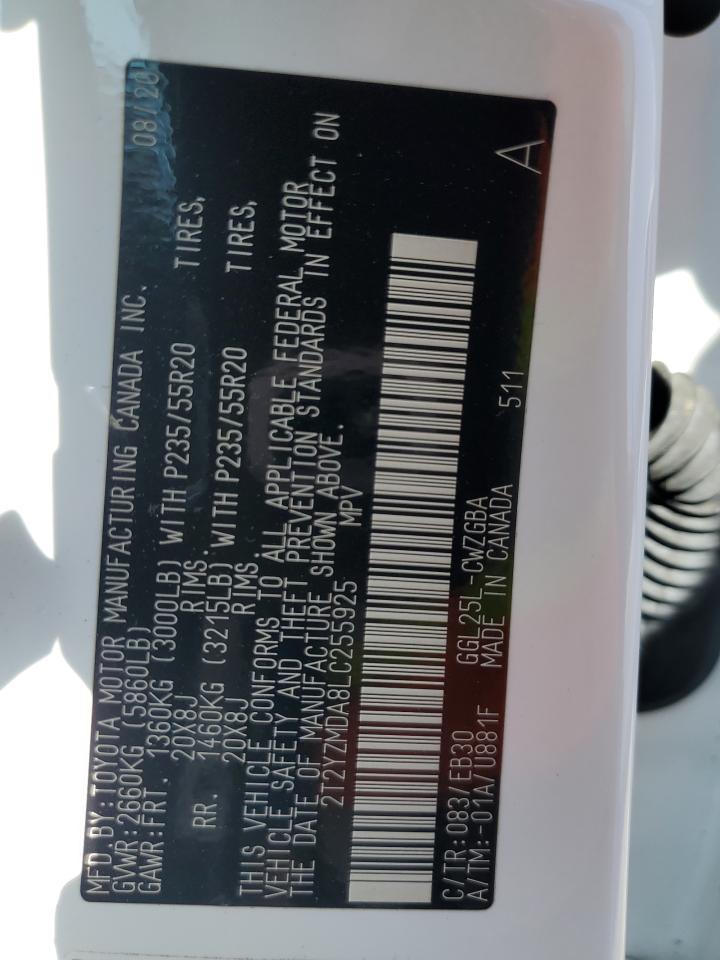 MFD.BY:TOYOTA MOTOR MANUFACTURING CANADA INC. 08/20
GVWR:2660KG (5860LB)
GAWR:FRT. 1360KG (3000LB) WITH P235/55R20 TIRES,
20X8J RIMS.
RR. 1460KG (3215LB) WITH P235/55R20 TIRES,
20X8J RIMS.
THIS VEHICLE CONFORMS TO ALL APPLICABLE FEDERAL MOTOR
VEHICLE SAFETY AND THEFT PREVENTION STANDARDS IN EFFECT ON
THE DATE OF MANUFACTURE SHOWN ABOVE.
2T2YZMDA8LC255925 MPV
C/TR:083/EB30 GGL25L-CWZGBA
A/TM:-01A/U881F MADE IN CANADA 511 A